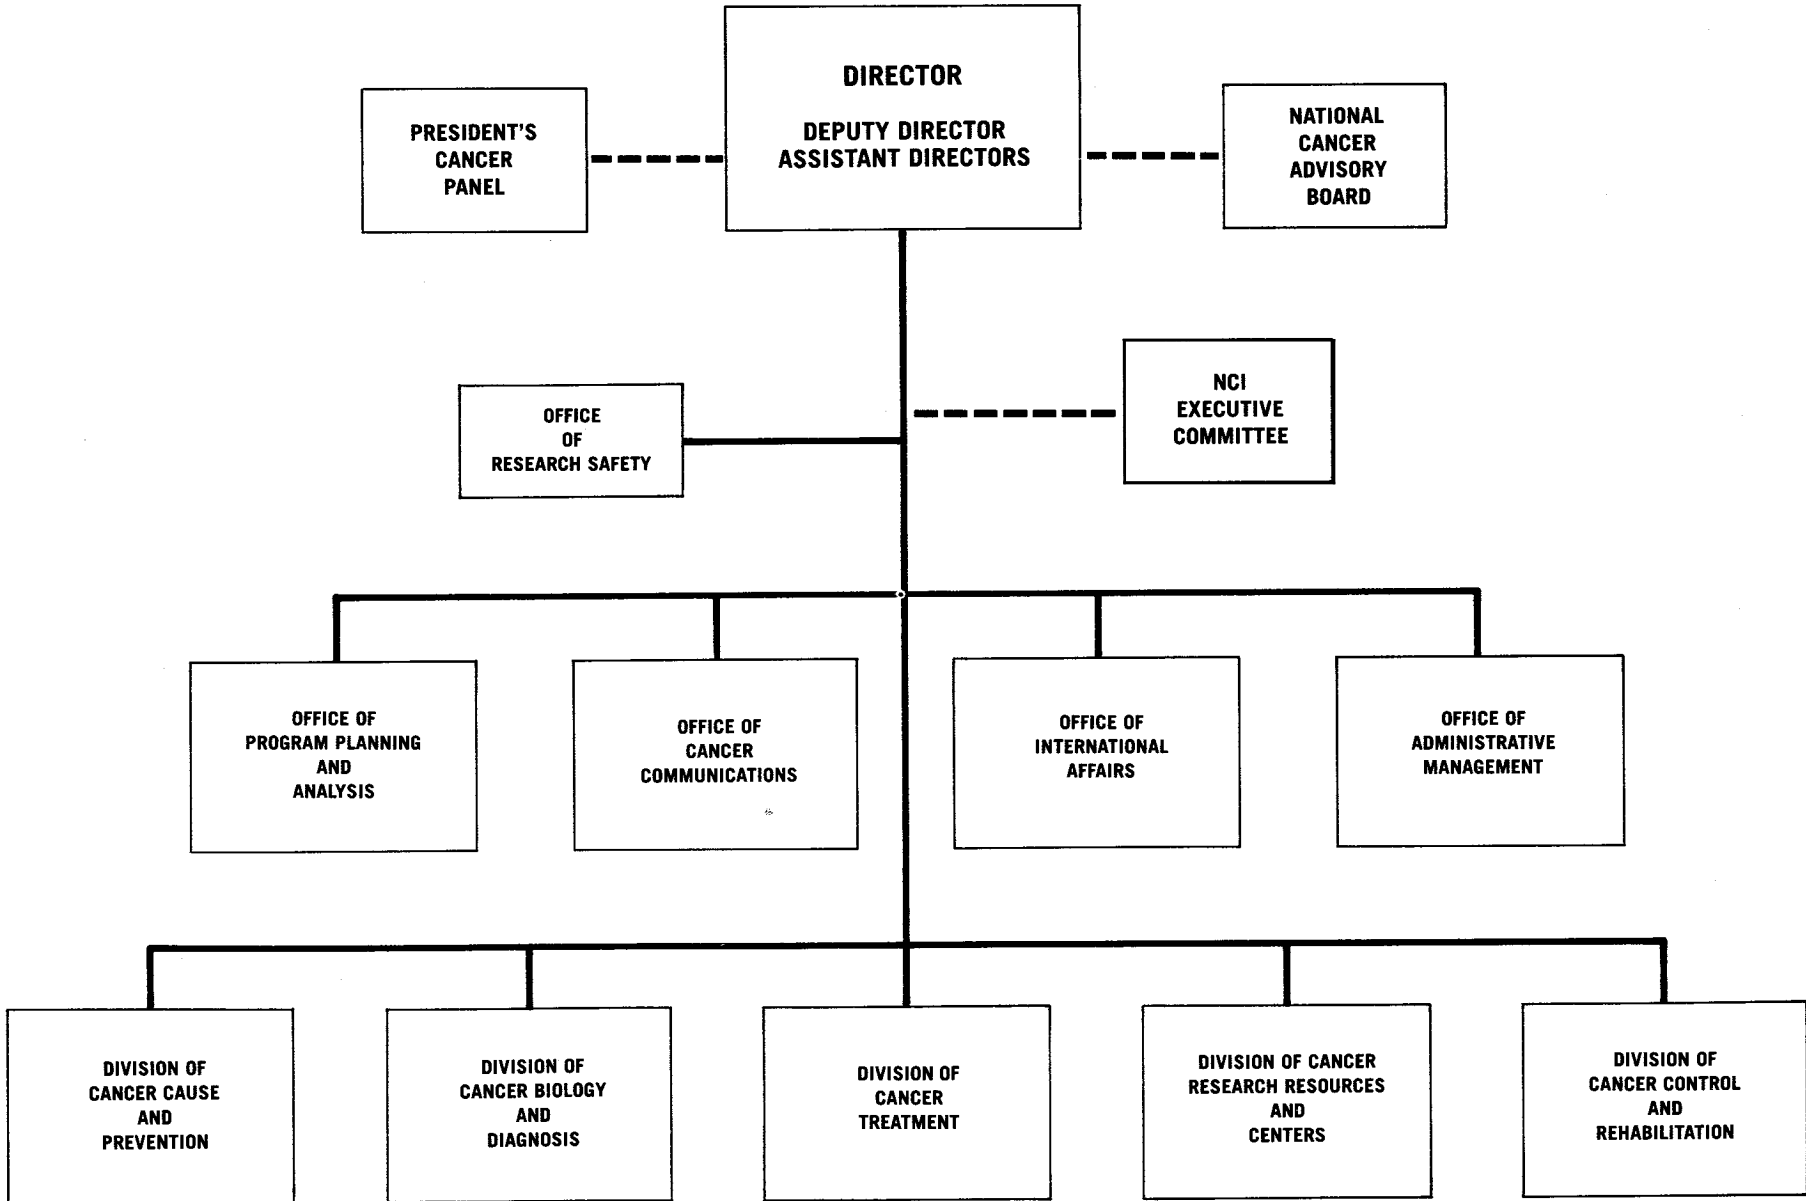 DIRECTOR
DEPUTY DIRECTOR
ASSISTANT DIRECTORS
PRESIDENT'S
CANCER
PANEL
NATIONAL
CANCER
ADVISORY
BOARD
NCI
EXECUTIVE
COMMITTEE
OFFICE
OF
RESEARCH SAFETY
OFFICE OF
PROGRAM PLANNING
AND
ANALYSIS
OFFICE OF
CANCER
COMMUNICATIONS
OFFICE OF
INTERNATIONAL
AFFAIRS
OFFICE OF
ADMINISTRATIVE
MANAGEMENT
DIVISION OF
CANCER CAUSE
AND
PREVENTION
DIVISION OF
CANCER BIOLOGY
AND
DIAGNOSIS
DIVISION OF
CANCER
TREATMENT
DIVISION OF CANCER
RESEARCH RESOURCES
AND
CENTERS
DIVISION OF
CANCER CONTROL
AND
REHABILITATION